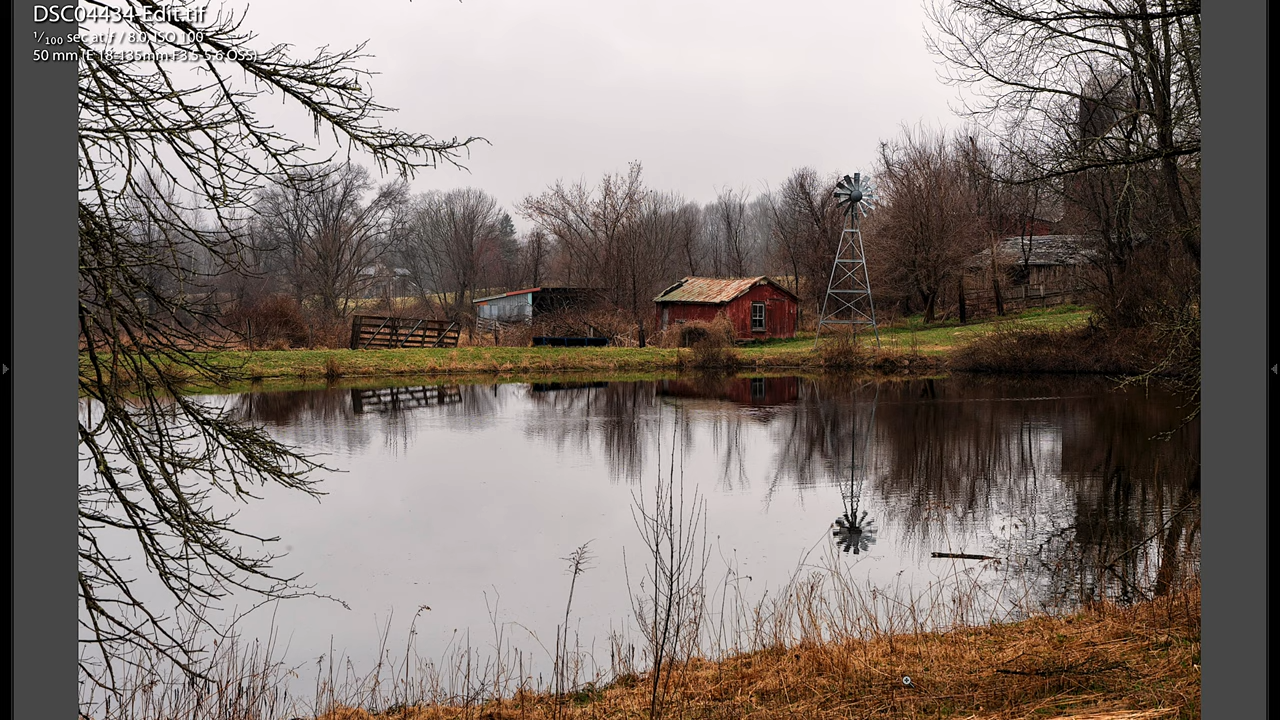 DSC04434-Edit.tif
1/100 sec at f / 8.0, ISO 100
50 mm (E 18-135mm F3.5-5.6 OSS)